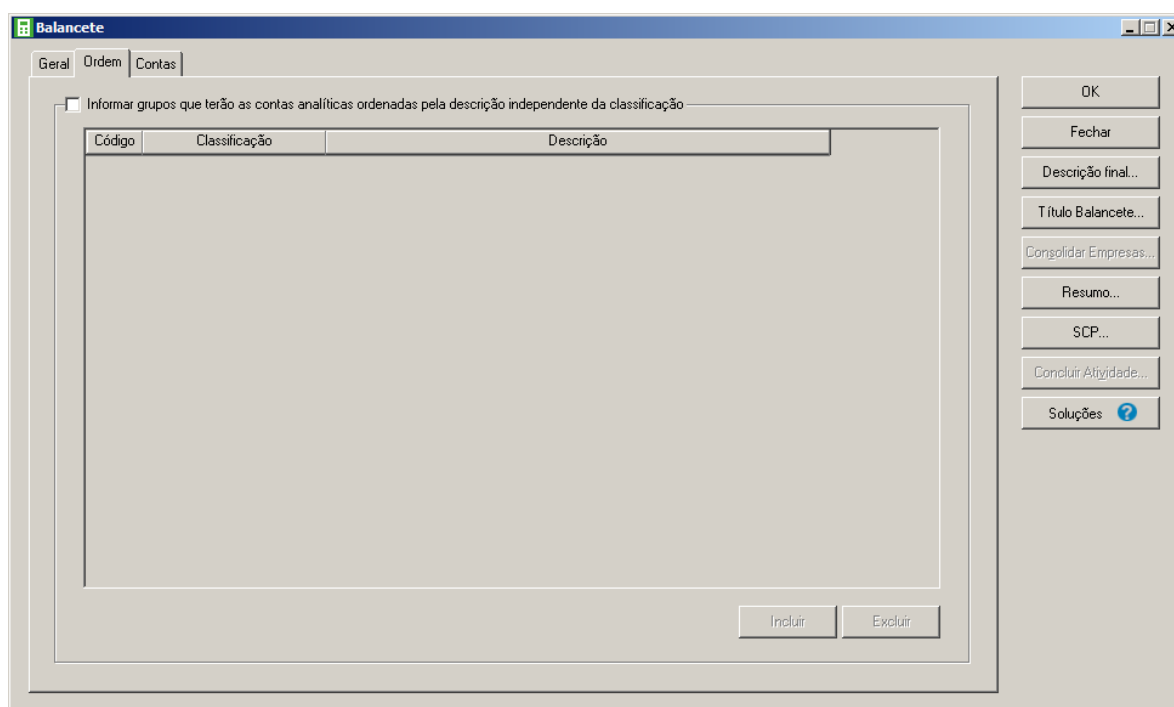 Balancete
Geral Ordem Contas
Informar grupos que terão as contas analíticas ordenadas pela descrição independente da classificação
Código Classificação Descrição
OK
Fechar
Descrição final...
Título Balancete...
Consolidar Empresas...
Resumo...
SCP...
Concluir Atividade...
Soluções ?
Incluir Excluir